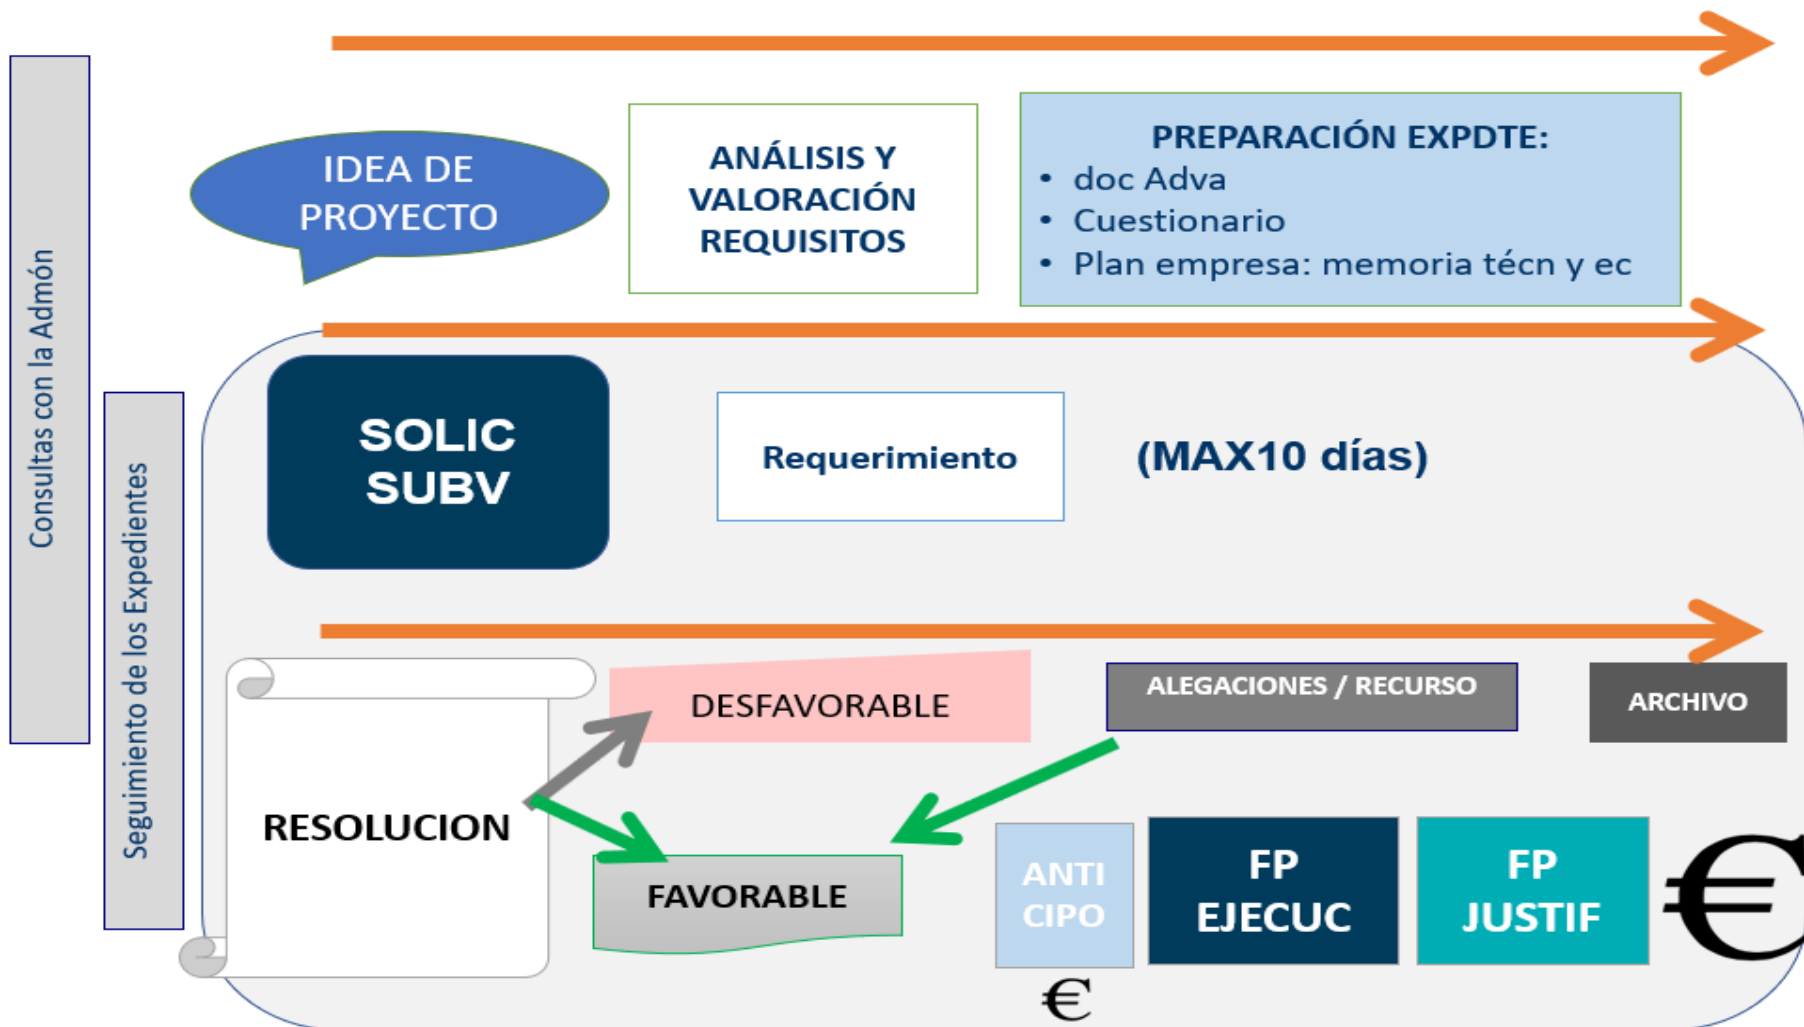 Consultas con la Admón
Seguimiento de los Expedientes
IDEA DE
PROYECTO
ANÁLISIS Y
VALORACIÓN
REQUISITOS
PREPARACIÓN EXPDTE:
• doc Adva
• Cuestionario
• Plan empresa: memoria técn y ec
SOLIC
SUBV
Requerimiento
(MAX10 días)
RESOLUCION
DESFAVORABLE
ALEGACIONES / RECURSO
ARCHIVO
FAVORABLE
ANTI
CIPO
€
FP
EJECUC
FP
JUSTIF
€